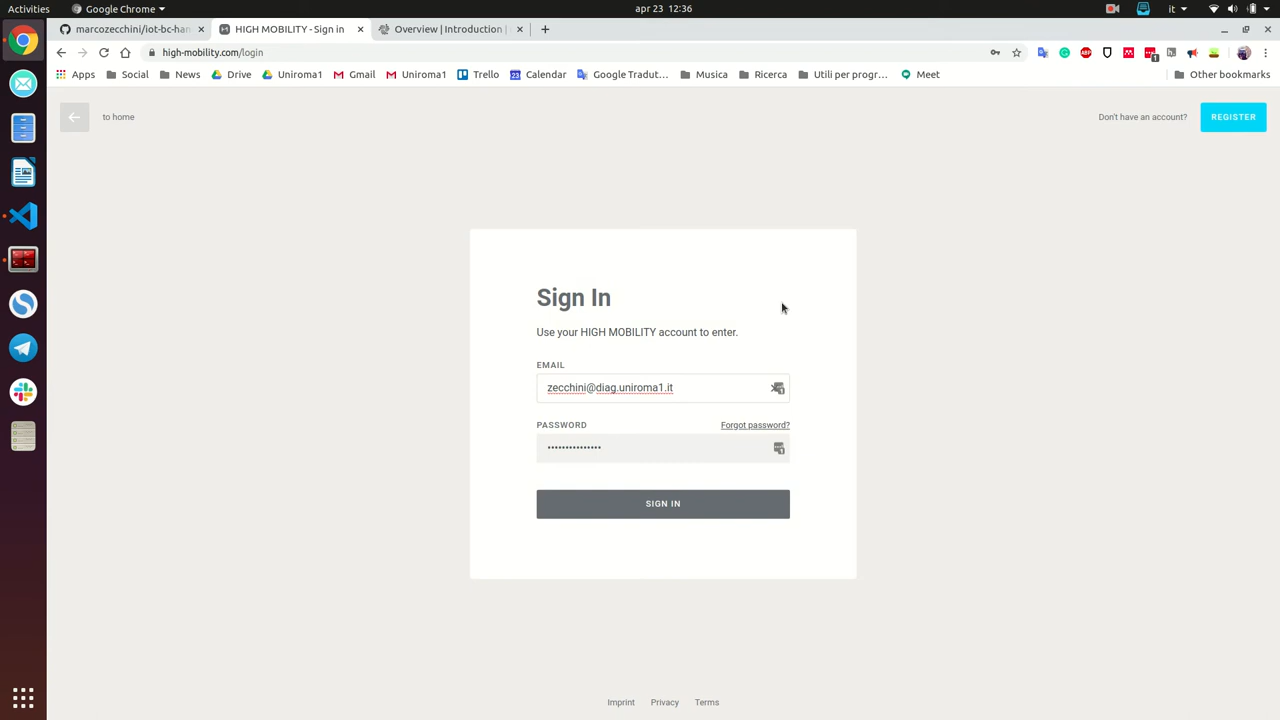 Activities
Google Chrome
apr 23 12:36
it
marcozecchini/iot-bc-han
HIGH MOBILITY - Sign in
Overview | Introduction |
high-mobility.com/login
Apps
Social
News
Drive
Uniroma1
Gmail
Uniroma1
Trello
Calendar
Google Tradut…
Musica
Ricerca
Utili per progr…
Meet
Other bookmarks
to home
Don't have an account?
REGISTER
Sign In
Use your HIGH MOBILITY account to enter.
EMAIL
zecchini@diag.uniroma1.it
PASSWORD
Forgot password?
SIGN IN
Imprint
Privacy
Terms